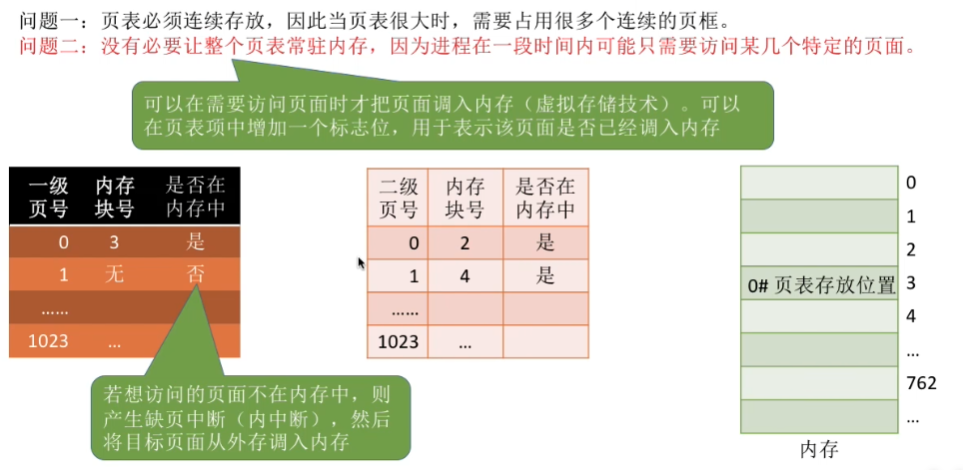 问题一：页表必须连续存放，因此当页表很大时，需要占用很多个连续的页框。
问题二：没有必要让整个页表常驻内存，因为进程在一段时间内可能只需要访问某几个特定的页面。
可以在需要访问页面时才把页面调入内存（虚拟存储技术）。可以
在页表项中增加一个标志位，用于表示该页面是否已经调入内存
一级 内存 是否在
页号 块号 内存中
0 3 是
1 无 否
......
1023 ...
若想访问的页面不在内存中，则
产生缺页中断（内中断），然后
将目标页面从外存调入内存
二级 内存 是否在
页号 块号 内存中
0 2 是
1 4 是
......
1023 ...
0
1
2
0# 页表存放位置 3
4
...
762
...
内存